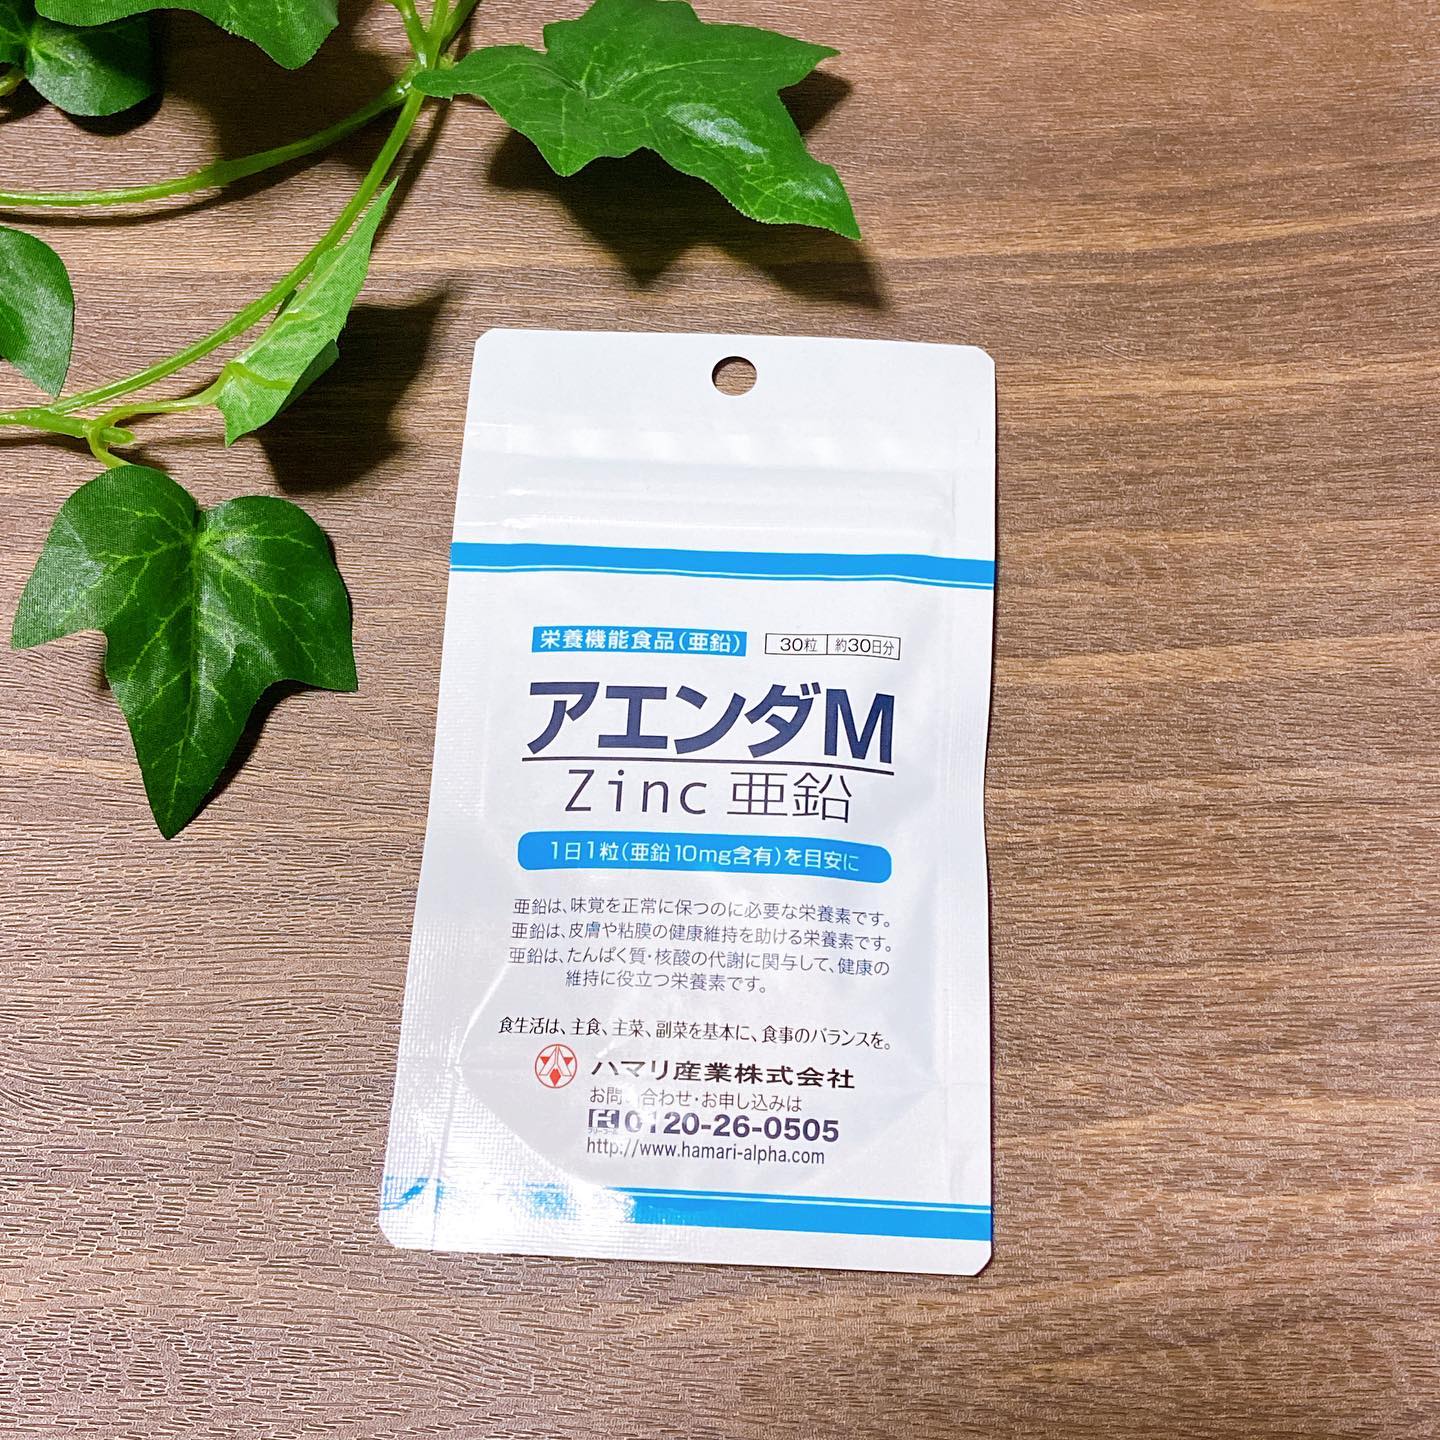 栄養機能食品(亜鉛) 30粒 約30日分
アエンダM
Zinc 亜鉛
1日1粒(亜鉛10mg含有)を目安に
亜鉛は、味覚を正常に保つのに必要な栄養素です。
亜鉛は、皮膚や粘膜の健康維持を助ける栄養素です。
亜鉛は、たんぱく質・核酸の代謝に関与して、健康の
維持に役立つ栄養素です。
食生活は、主食、主菜、副菜を基本に、食事のバランスを。
ハマリ産業株式会社
お問い合わせ・お申し込みは
0120-26-0505
http://www.hamari-alpha.com